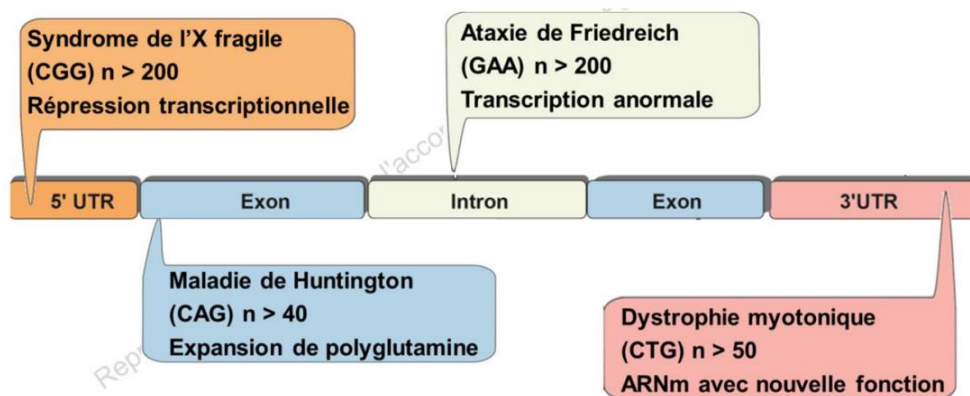 Syndrome de l'X fragile
(CGG) n > 200
Répression transcriptionnelle
Ataxie de Friedreich
(GAA) n > 200
Transcription anormale
l'accor
5' UTR
Exon
Intron
Exon
3'UTR
Maladie de Huntington
(CAG) n > 40
Expansion de polyglutamine
Dystrophie myotonique
(CTG) n > 50
ARNm avec nouvelle fonction